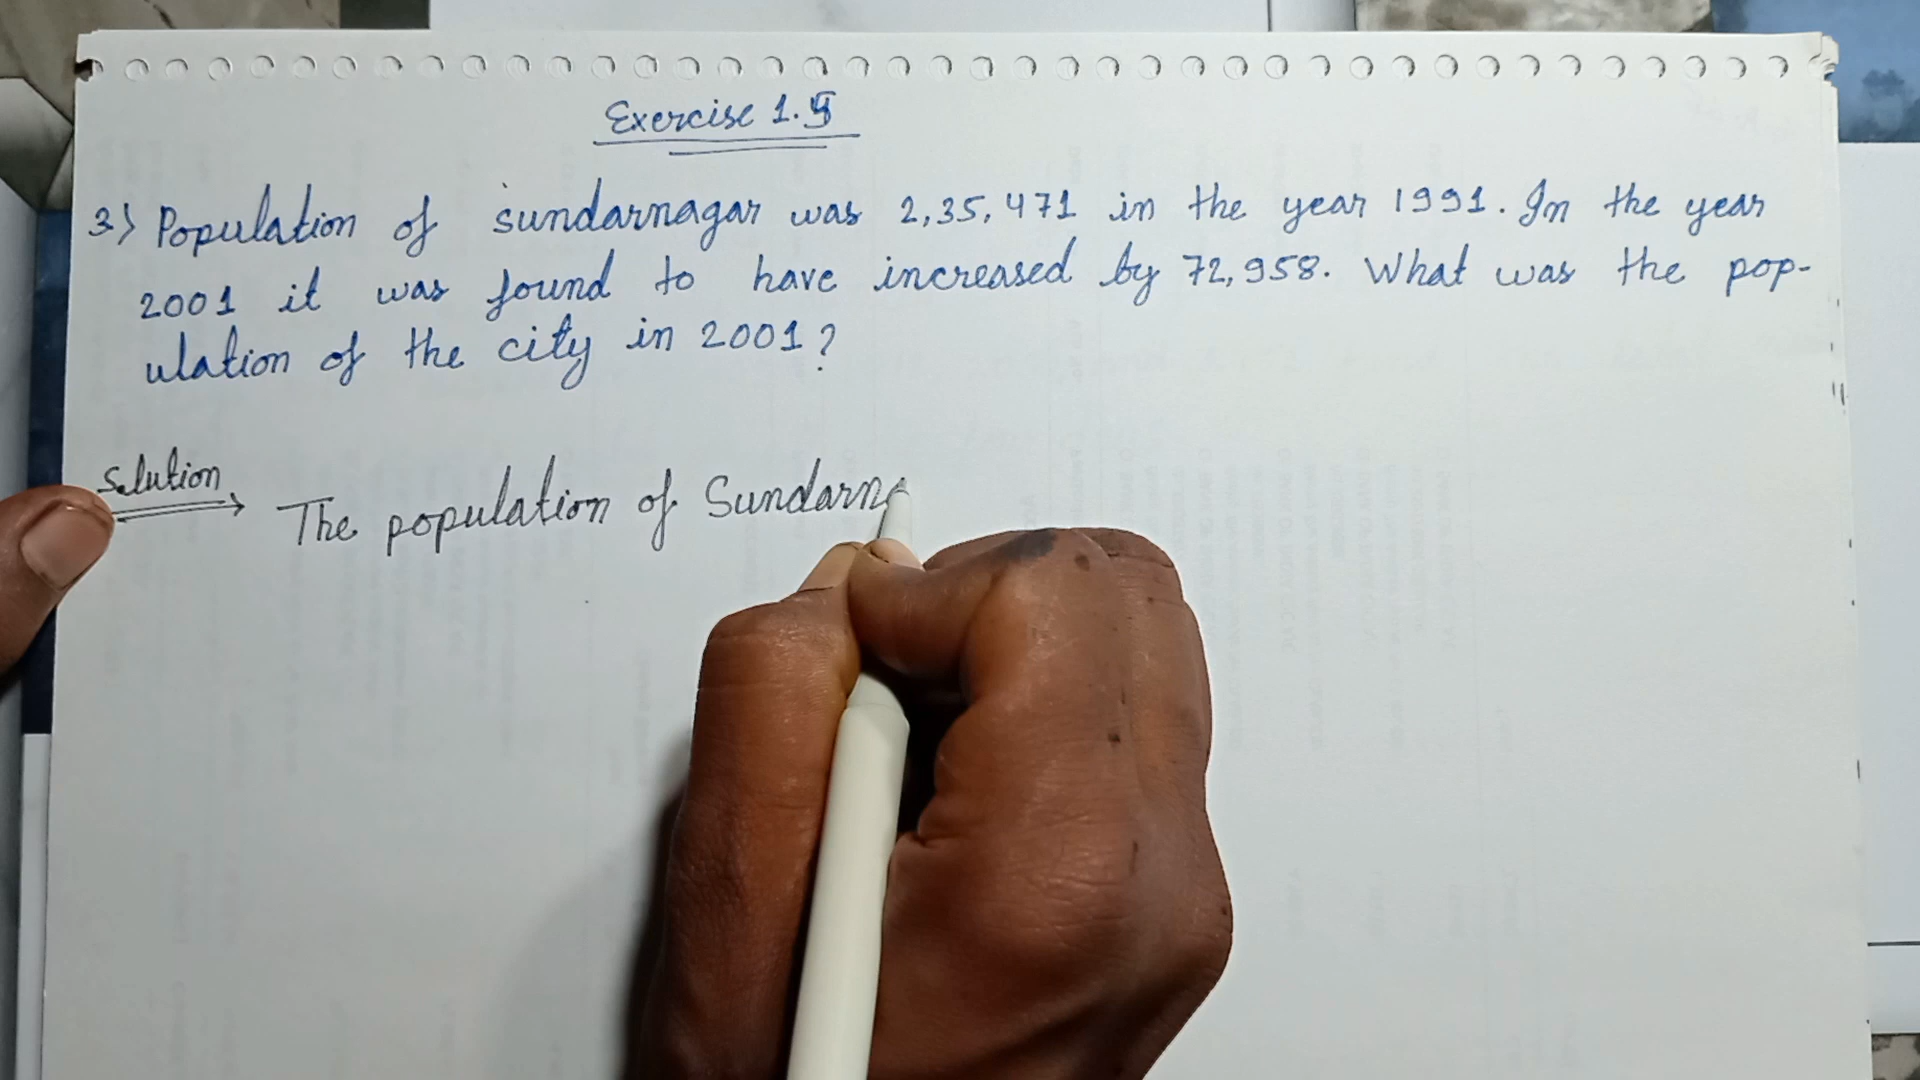 Exercise 1.5
3) Population of sundarnagar was 2,35,471 in the year 1991. In the year
2001 it was found to have increased by 72,958. What was the pop-
ulation of the city in 2001?
Solution
The population of Sundarna